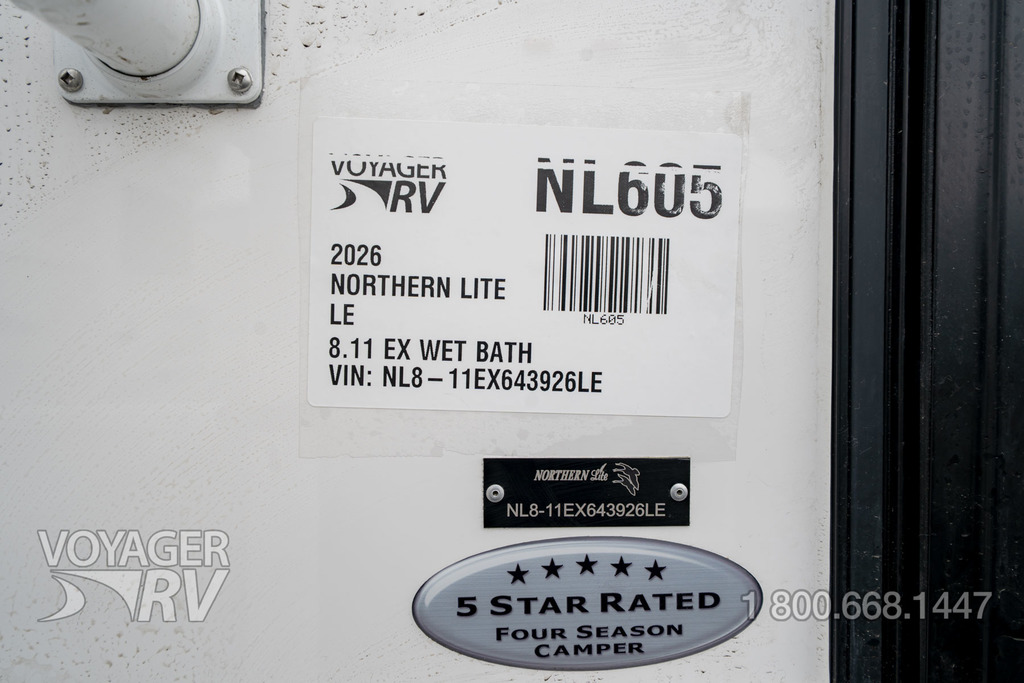 VOYAGER
RV
NL605
2026
NORTHERN LITE
LE
NL605
8.11 EX WET BATH
VIN: NL8-11EX643926LE
NORTHERN Lite
NL8-11EX643926LE
5 STAR RATED
FOUR SEASON
CAMPER
VOYAGER
RV
1 800.668.1447